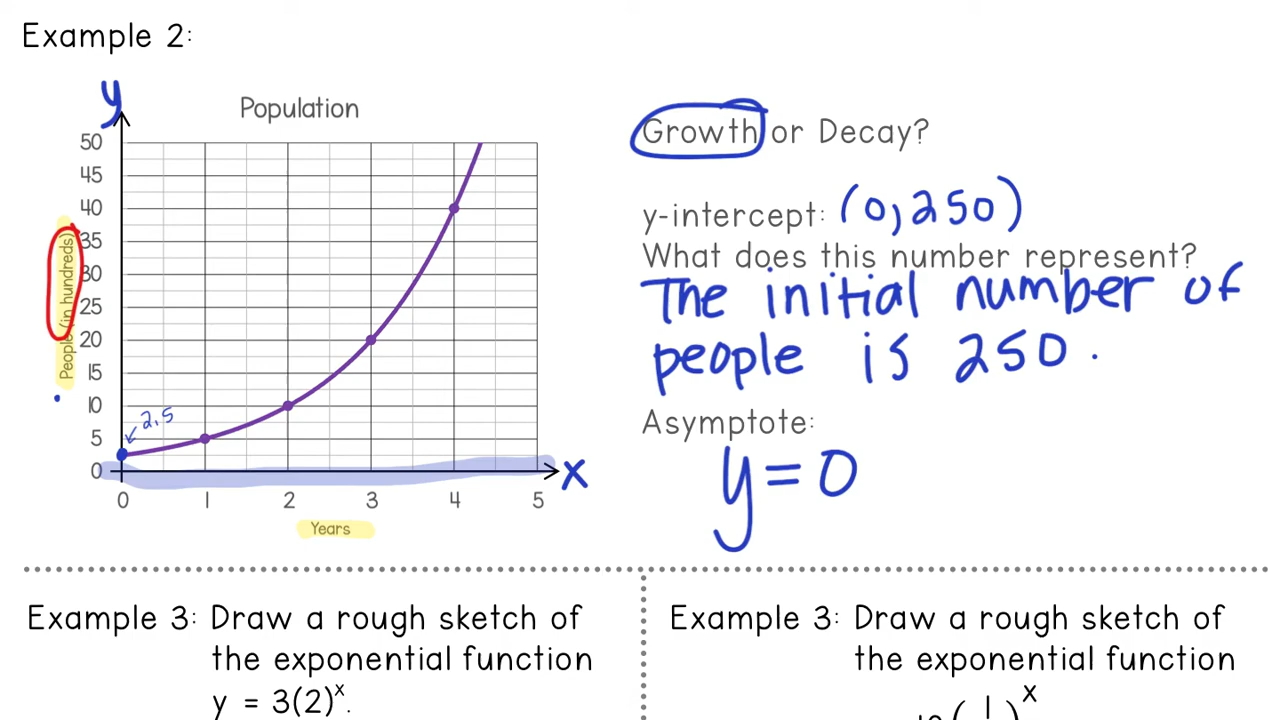 Example 2:
y
Population
50
45
40
35
30
25
20
15
10
5
0
People (in hundreds)
2.5
0 1 2 3 4 5
x
Years
Growth or Decay?
y-intercept: (0,250)
What does this number represent?
The initial number of
people is 250.
Asymptote:
y=0
Example 3: Draw a rough sketch of
the exponential function
y = 3(2)ˣ.
Example 3: Draw a rough sketch of
the exponential function